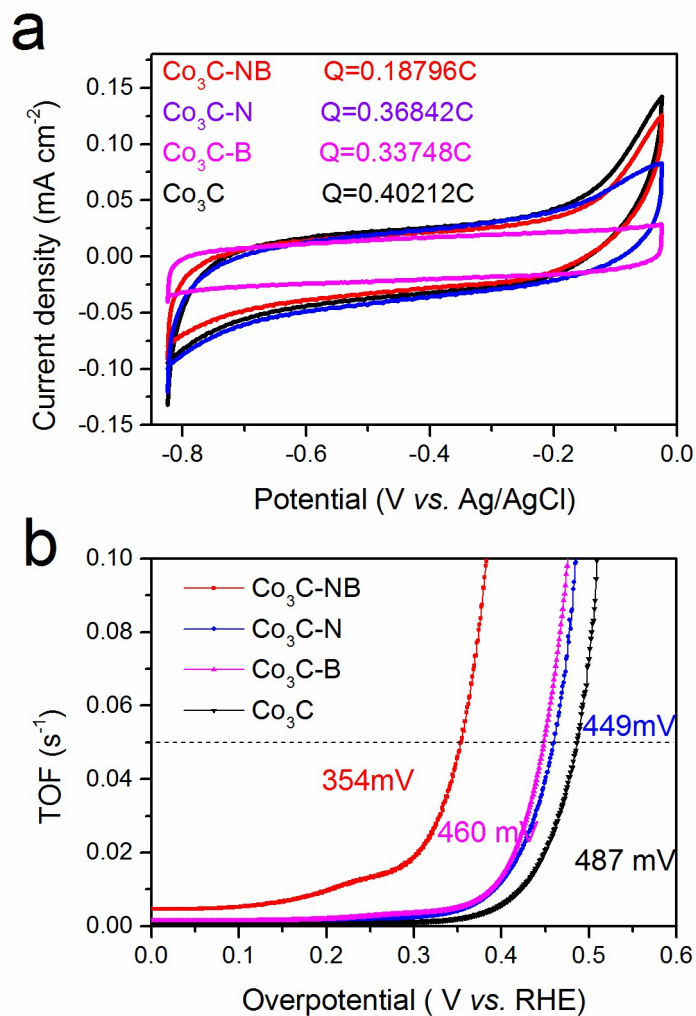 a
Co₃C-NB Q=0.18796C
Co₃C-N Q=0.36842C
Co₃C-B Q=0.33748C
Co₃C Q=0.40212C
0.15
0.10
0.05
0.00
-0.05
-0.10
-0.15
Current density (mA cm⁻²)
-0.8 -0.6 -0.4 -0.2 0.0
Potential (V vs. Ag/AgCl)
b
Co₃C-NB
Co₃C-N
Co₃C-B
Co₃C
0.10
0.08
0.06
0.04
0.02
0.00
TOF (s⁻¹)
449mV
354mV
460 mV
487 mV
0.0 0.1 0.2 0.3 0.4 0.5 0.6
Overpotential ( V vs. RHE)